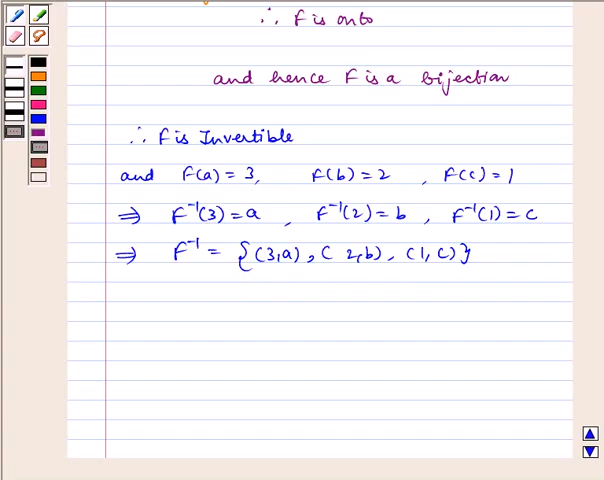 ∴ F is onto
and hence F is a bijection
∴ F is Invertible
and F(a) = 3, F(b) = 2, F(c) = 1
⇒ F⁻¹(3) = a, F⁻¹(2) = b, F⁻¹(1) = c
⇒ F⁻¹ = {(3,a), (2,b), (1,c)}